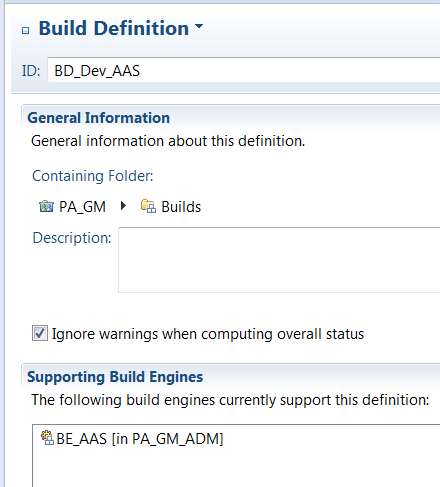 Build Definition
ID: BD_Dev_AAS
General Information
General information about this definition.
Containing Folder:
PA_GM Builds
Description:
Ignore warnings when computing overall status
Supporting Build Engines
The following build engines currently support this definition:
BE_AAS [in PA_GM_ADM]